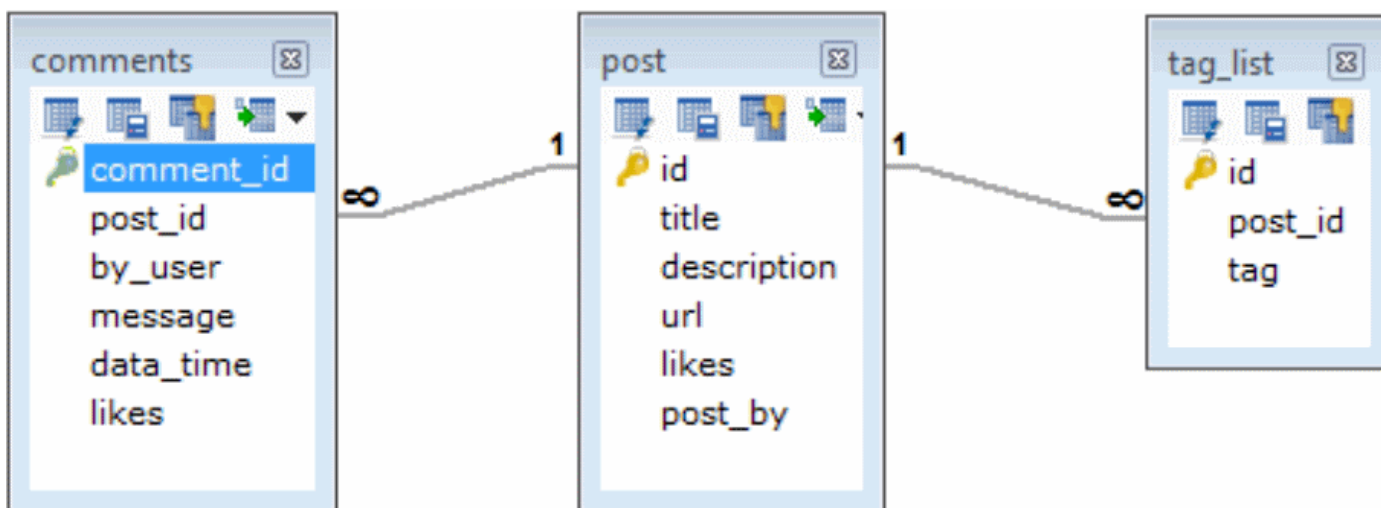 comments
comment_id
post_id
by_user
message
data_time
likes
∞
1
post
id
title
description
url
likes
post_by
1
∞
tag_list
id
post_id
tag